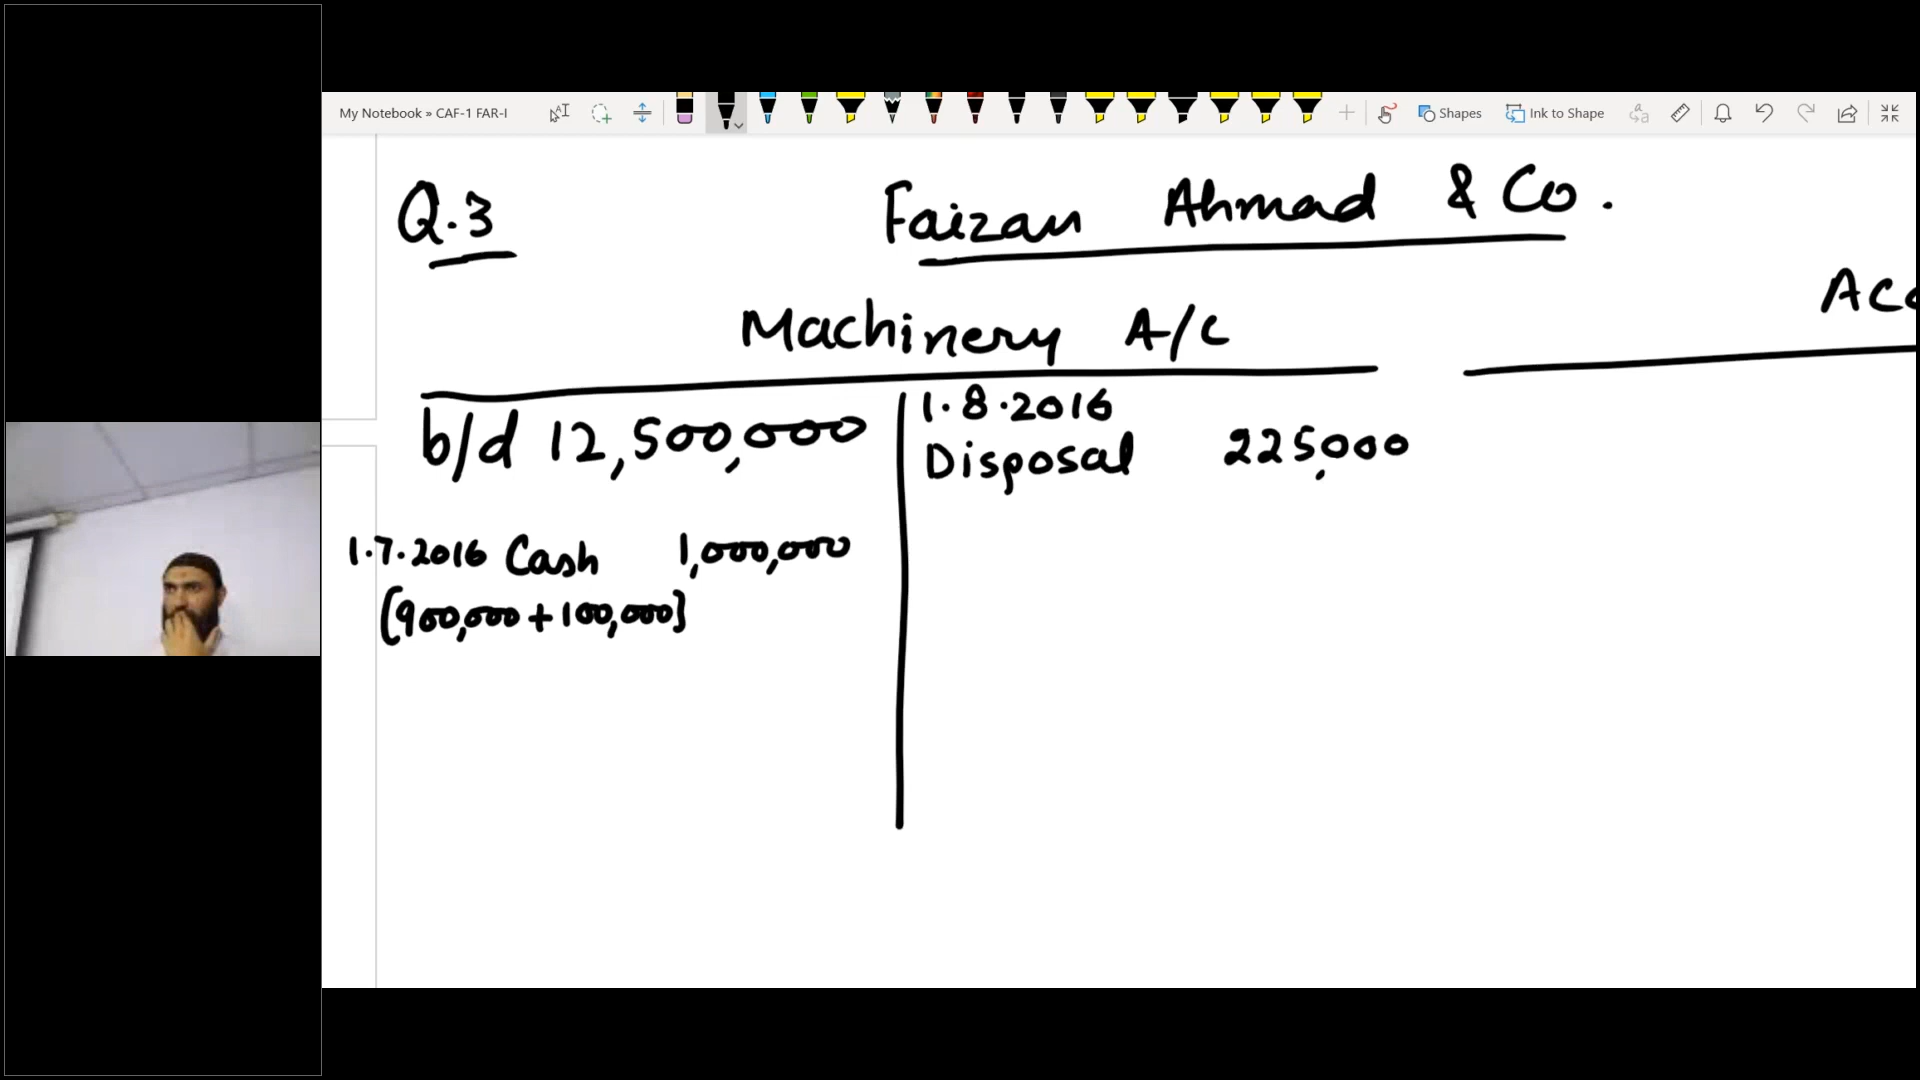 My Notebook » CAF-1 FAR-I
Shapes
Ink to Shape
Q.3
Faizan Ahmad & Co.
Machinery A/C
Acc
b/d 12,500,000
1.8.2016
Disposal 225,000
1.7.2016 Cash 1,000,000
[900,000 + 100,000]